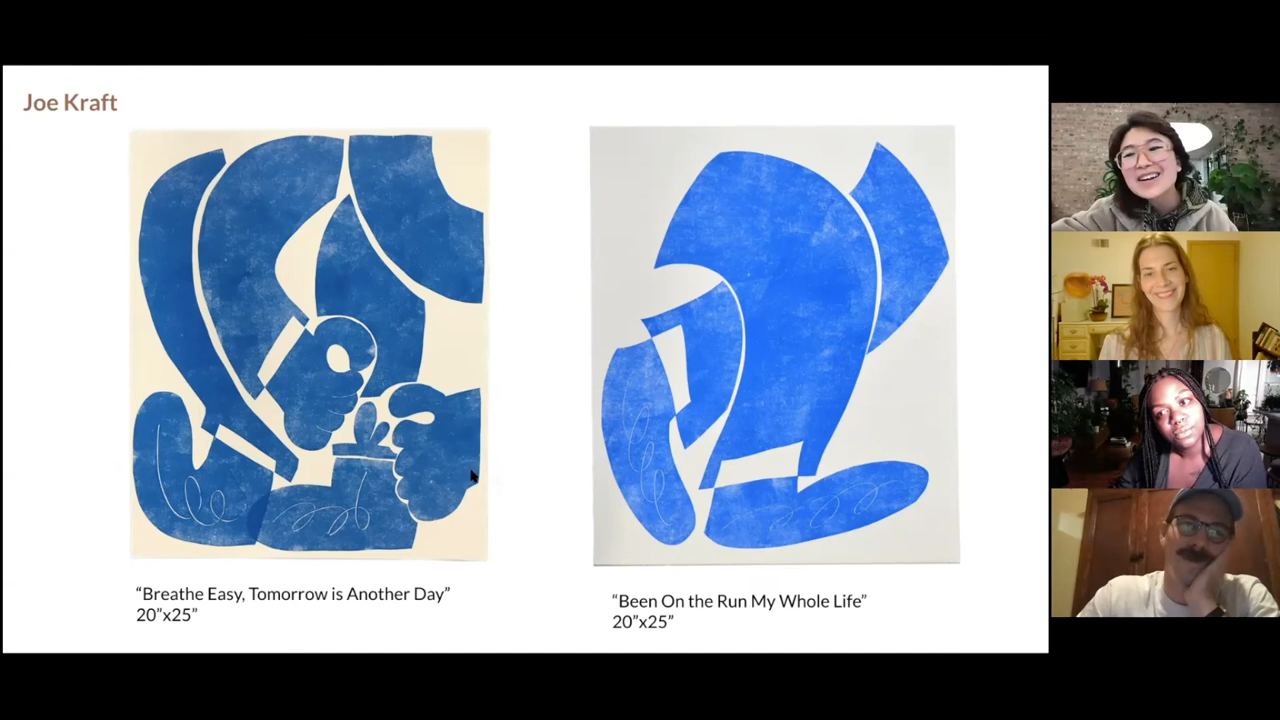 Joe Kraft
“Breathe Easy, Tomorrow is Another Day”
20”x25”
“Been On the Run My Whole Life”
20”x25”